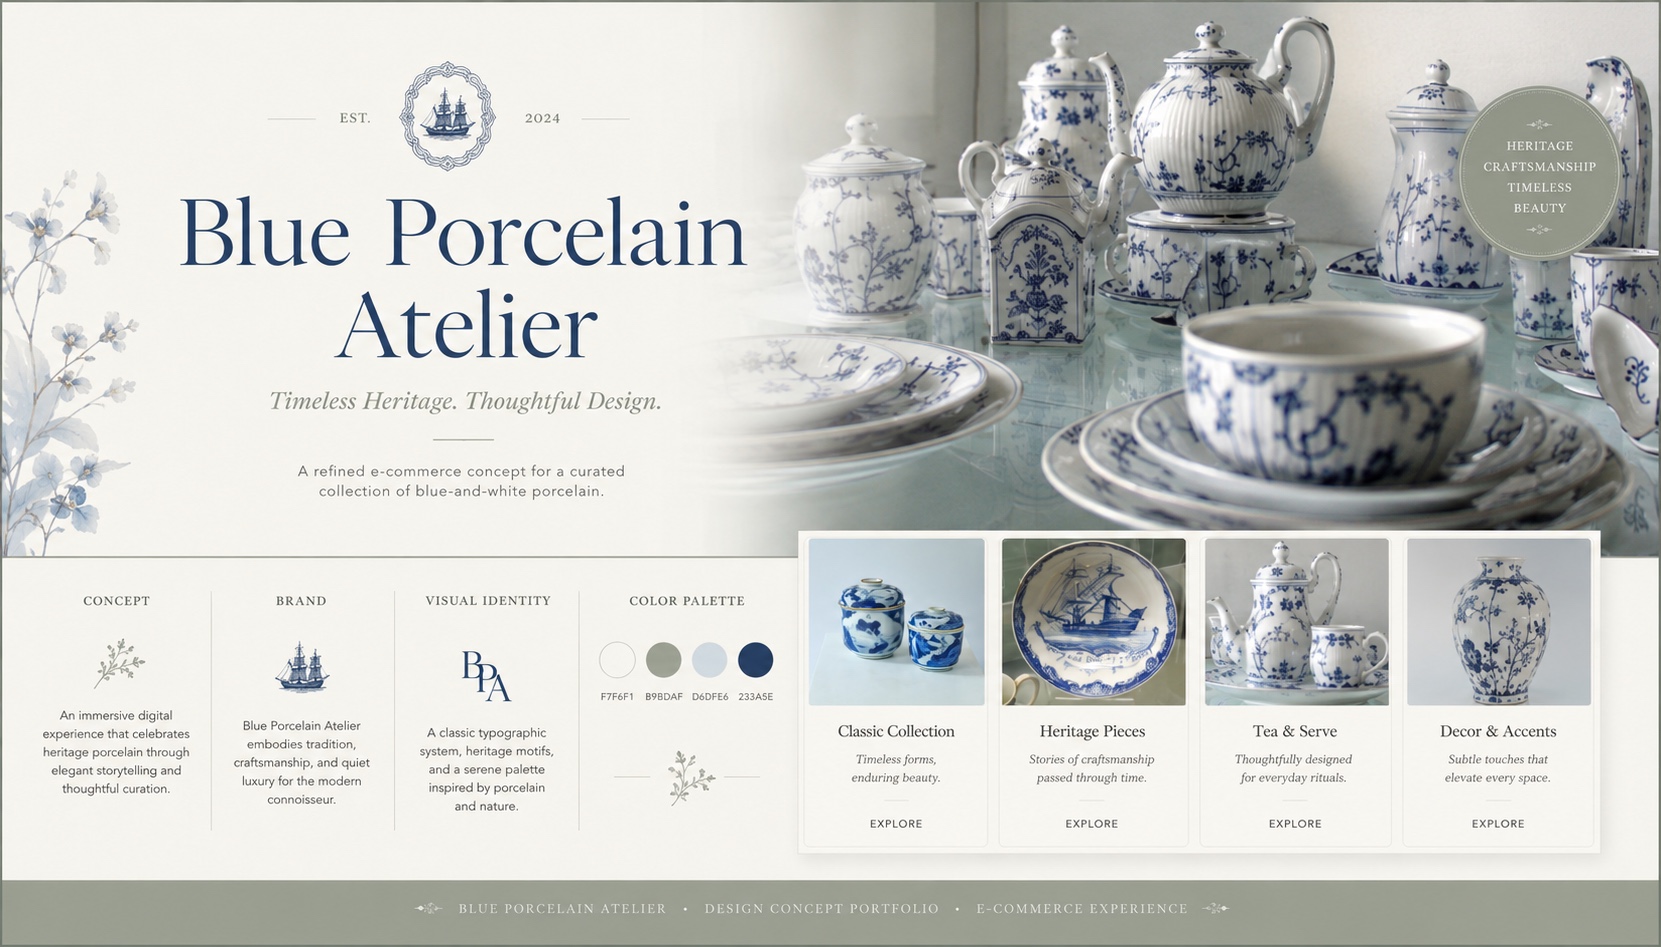 EST. 2024
Blue Porcelain
Atelier
Timeless Heritage. Thoughtful Design.
A refined e-commerce concept for a curated
collection of blue-and-white porcelain.
HERITAGE
CRAFTSMANSHIP
TIMELESS
BEAUTY
CONCEPT
An immersive digital
experience that celebrates
heritage porcelain through
elegant storytelling and
thoughtful curation.
BRAND
Blue Porcelain Atelier
embodies tradition,
craftsmanship, and quiet
luxury for the modern
connoisseur.
VISUAL IDENTITY
BPA
A classic typographic
system, heritage motifs,
and a serene palette
inspired by porcelain
and nature.
COLOR PALETTE
F7F6F1 B9BDAF D6DFE6 233A5E
Classic Collection
Timeless forms,
enduring beauty.
EXPLORE
Heritage Pieces
Stories of craftsmanship
passed through time.
EXPLORE
Tea & Serve
Thoughtfully designed
for everyday rituals.
EXPLORE
Decor & Accents
Subtle touches that
elevate every space.
EXPLORE
BLUE PORCELAIN ATELIER • DESIGN CONCEPT PORTFOLIO • E-COMMERCE EXPERIENCE